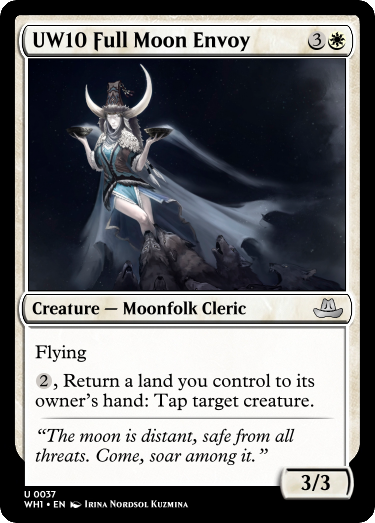 UW10 Full Moon Envoy 3
Creature — Moonfolk Cleric
Flying
2, Return a land you control to its
owner's hand: Tap target creature.
“The moon is distant, safe from all
threats. Come, soar among it.”
3/3
U 0037
WH1 • EN Irina Nordsol Kuzmina